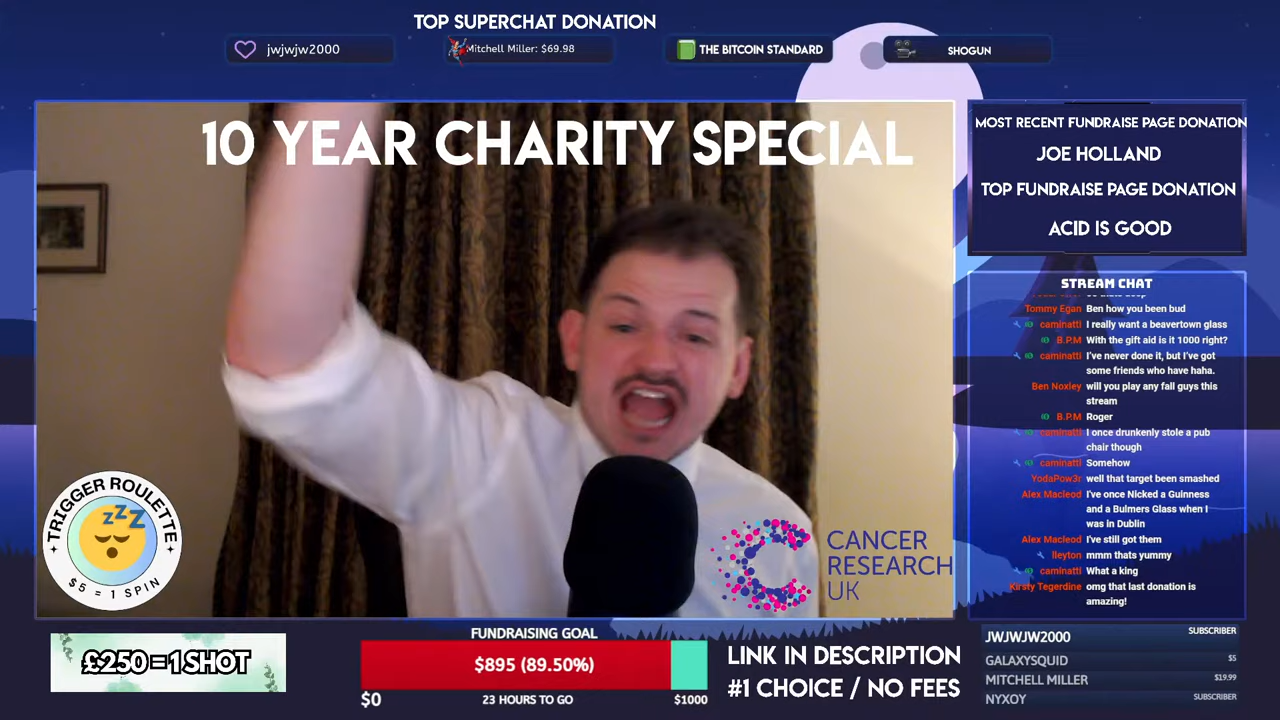 TOP SUPERCHAT DONATION
jwjwjw2000
Mitchell Miller: $69.98
THE BITCOIN STANDARD
SHOGUN
10 YEAR CHARITY SPECIAL
MOST RECENT FUNDRAISE PAGE DONATION
JOE HOLLAND
TOP FUNDRAISE PAGE DONATION
ACID IS GOOD
STREAM CHAT
Tommy Egan Ben how you been bud
caminatti I really want a beavertown glass
B.P.M With the gift aid is it 1000 right?
caminatti I've never done it, but I've got
some friends who have haha.
Ben Noxley will you play any fall guys this
stream
B.P.M Roger
caminatti I once drunkenly stole a pub
chair though
caminatti Somehow
YodaPow3r well that target been smashed
Alex Macleod I've once Nicked a Guinness
and a Bulmers Glass when I
was in Dublin
Alex Macleod I've still got them
lleyton mmm thats yummy
caminatti What a king
Kirsty Tegerdine omg that last donation is
amazing!
TRIGGER ROULETTE
zzZ
$5 = 1 SPIN
CANCER
RESEARCH
UK
£250 = 1 SHOT
FUNDRAISING GOAL
$895 (89.50%)
$0
23 HOURS TO GO
$1000
LINK IN DESCRIPTION
#1 CHOICE / NO FEES
JWJWJW2000 SUBSCRIBER
GALAXYSQUID $5
MITCHELL MILLER $19.99
NYXOY SUBSCRIBER